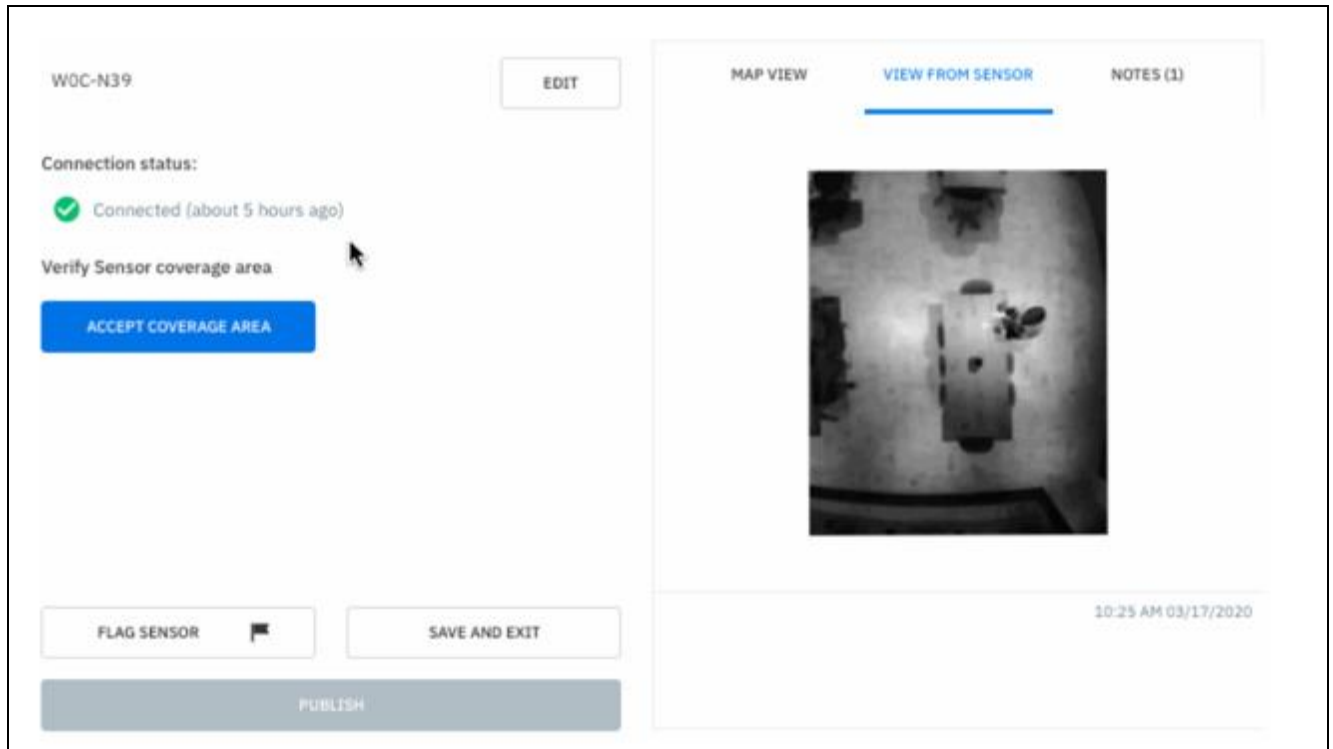 W0C-N39
EDIT
Connection status:
Connected (about 5 hours ago)
Verify Sensor coverage area
ACCEPT COVERAGE AREA
FLAG SENSOR
SAVE AND EXIT
PUBLISH
MAP VIEW
VIEW FROM SENSOR
NOTES (1)
10:25 AM 03/17/2020